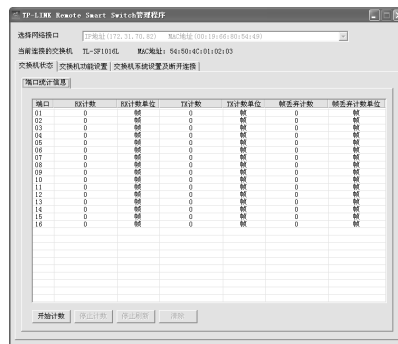 TP-LINK Remote Smart Switch管理程序
选择网络接口 IP地址(172.31.70.82) MAC地址(00:19:66:80:54:49)
当前连接的交换机 TL-SF1016L MAC地址: 54:50:4C:01:02:03
交换机状态 交换机功能设置 交换机系统设置及断开连接
端口统计信息
端口 RX计数 RX计数单位 TX计数 TX计数单位 帧丢弃计数 帧丢弃计数单位
01 0 帧 0 帧 0 帧
02 0 帧 0 帧 0 帧
03 0 帧 0 帧 0 帧
04 0 帧 0 帧 0 帧
05 0 帧 0 帧 0 帧
06 0 帧 0 帧 0 帧
07 0 帧 0 帧 0 帧
08 0 帧 0 帧 0 帧
09 0 帧 0 帧 0 帧
10 0 帧 0 帧 0 帧
11 0 帧 0 帧 0 帧
12 0 帧 0 帧 0 帧
13 0 帧 0 帧 0 帧
14 0 帧 0 帧 0 帧
15 0 帧 0 帧 0 帧
16 0 帧 0 帧 0 帧
开始计数 停止计数 停止刷新 清除